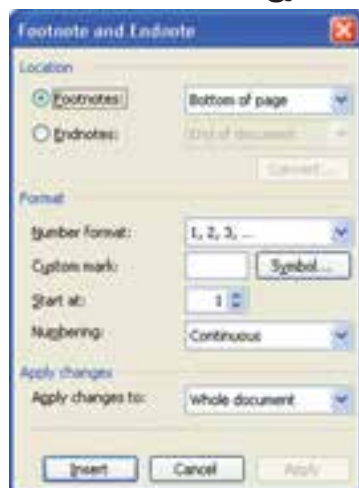 Footnote and Endnote
Location
Footnotes: Bottom of page
Endnotes: End of document
Convert...
Format
Number format: 1, 2, 3, ...
Custom mark: Symbol...
Start at: 1
Numbering: Continuous
Apply changes
Apply changes to: Whole document
Insert Cancel Apply